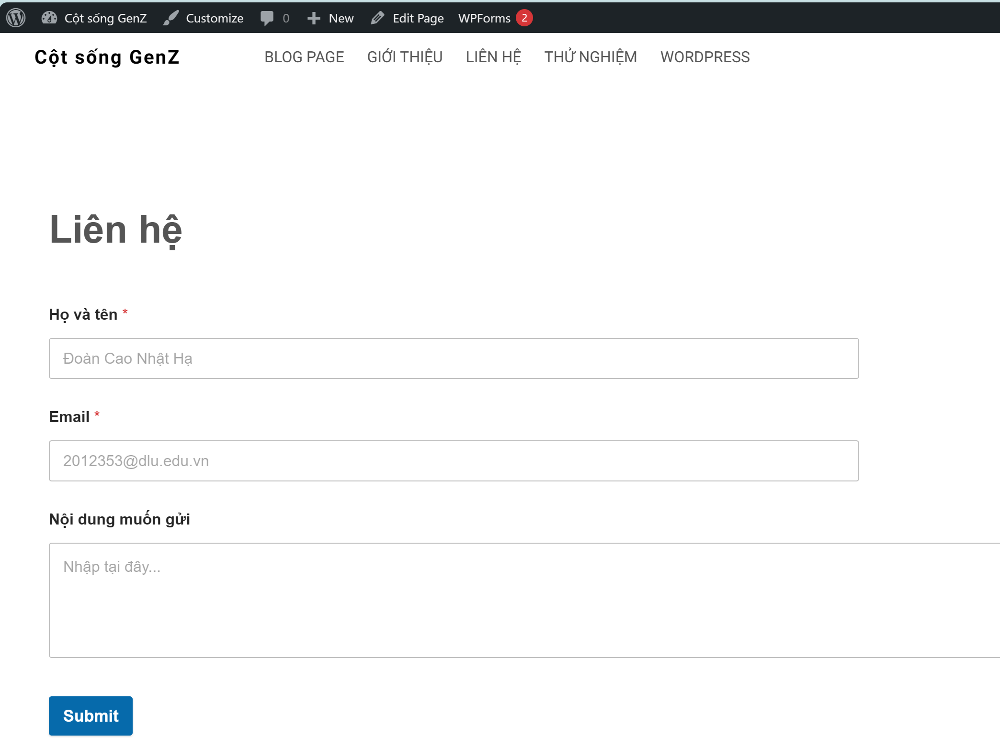 Cột sống GenZ Customize 0 New Edit Page WPForms 2
Cột sống GenZ BLOG PAGE GIỚI THIỆU LIÊN HỆ THỬ NGHIỆM WORDPRESS
Liên hệ
Họ và tên *
Đoàn Cao Nhật Hạ
Email *
2012353@dlu.edu.vn
Nội dung muốn gửi
Nhập tại đây...
Submit